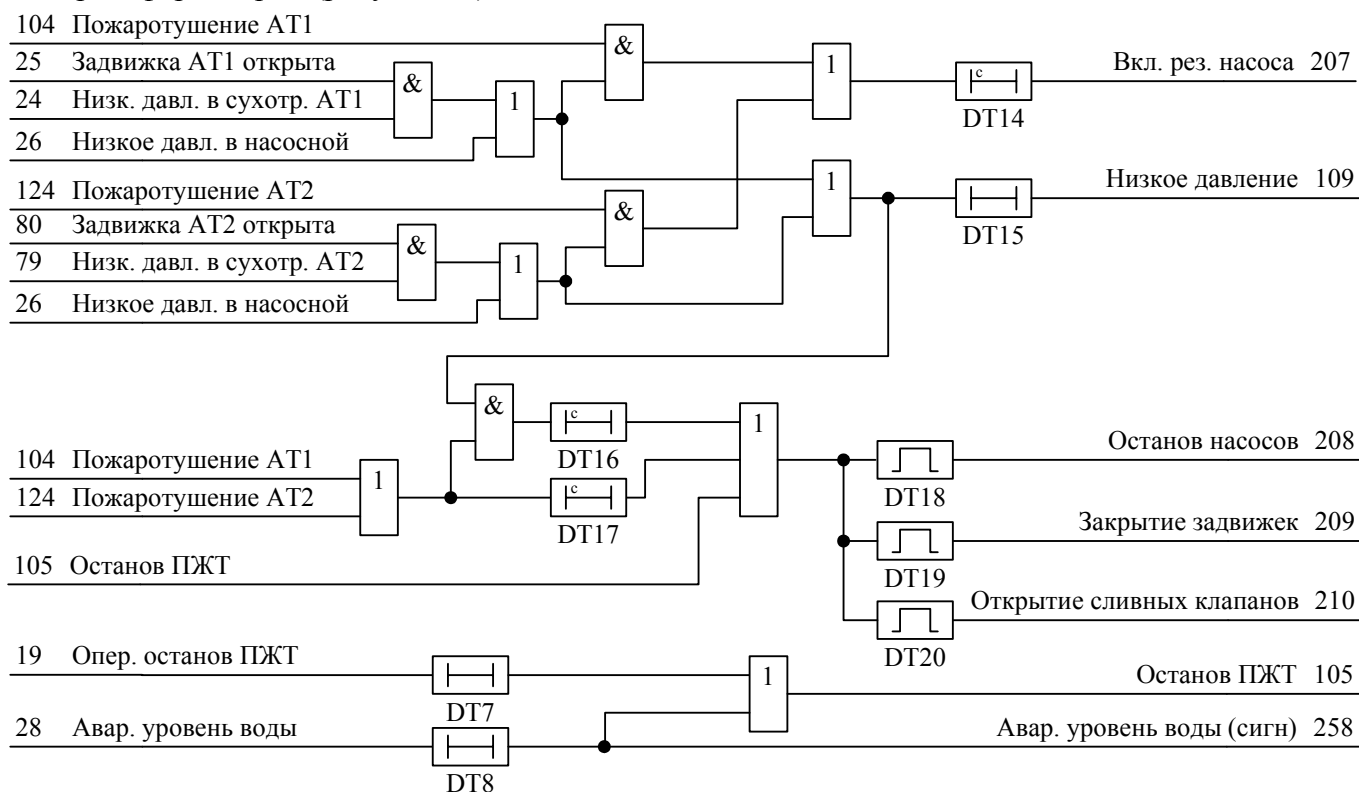 104 Пожаротушение АТ1
25 Задвижка АТ1 открыта
24 Низк. давл. в сухотр. АТ1
26 Низкое давл. в насосной
&
1
&
1
с
DT14
Вкл. рез. насоса 207
124 Пожаротушение АТ2
80 Задвижка АТ2 открыта
79 Низк. давл. в сухотр. АТ2
26 Низкое давл. в насосной
&
1
&
1
DT15
Низкое давление 109
104 Пожаротушение АТ1
124 Пожаротушение АТ2
105 Останов ПЖТ
1
&
с
DT16
с
DT17
1
DT18
Останов насосов 208
DT19
Закрытие задвижек 209
DT20
Открытие сливных клапанов 210
19 Опер. останов ПЖТ
DT7
1
Останов ПЖТ 105
28 Авар. уровень воды
DT8
Авар. уровень воды (сигн) 258